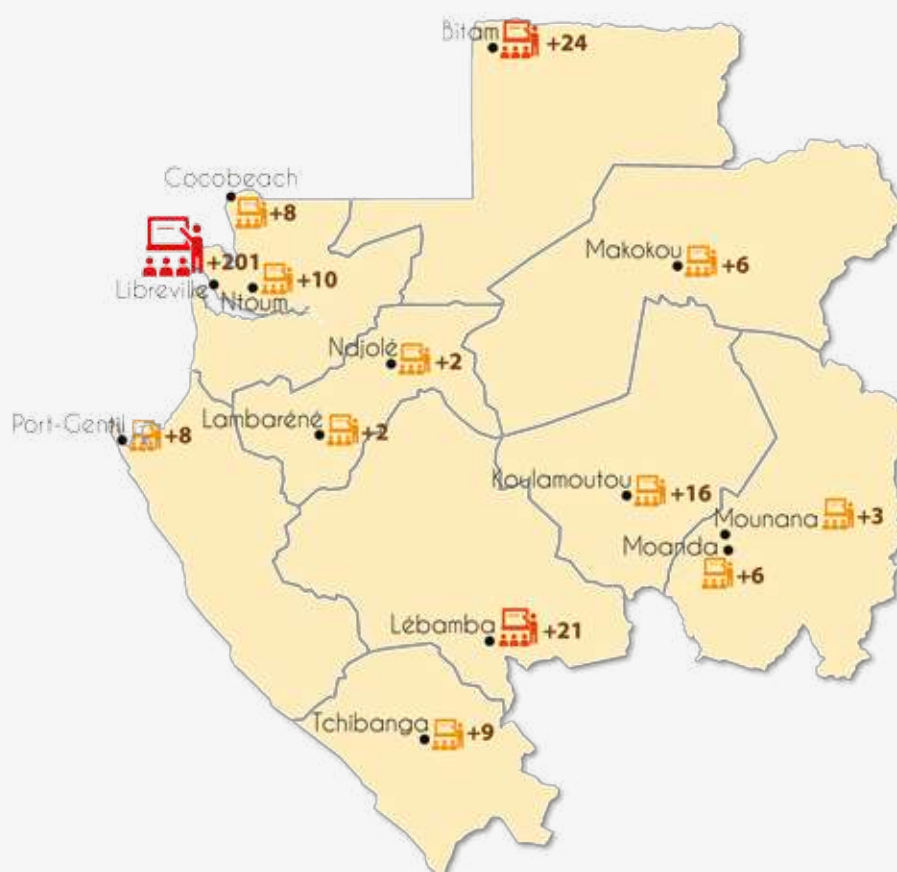 Bitam
+24
Cocobeach
+8
+201
Libreville
Ntoum
+10
Makokou
+6
Ndjolé
+2
Lambaréné
+2
Port-Gentil
+8
Koulamoutou
+16
Mounana
+3
Moanda
+6
Lébamba
+21
Tchibanga
+9